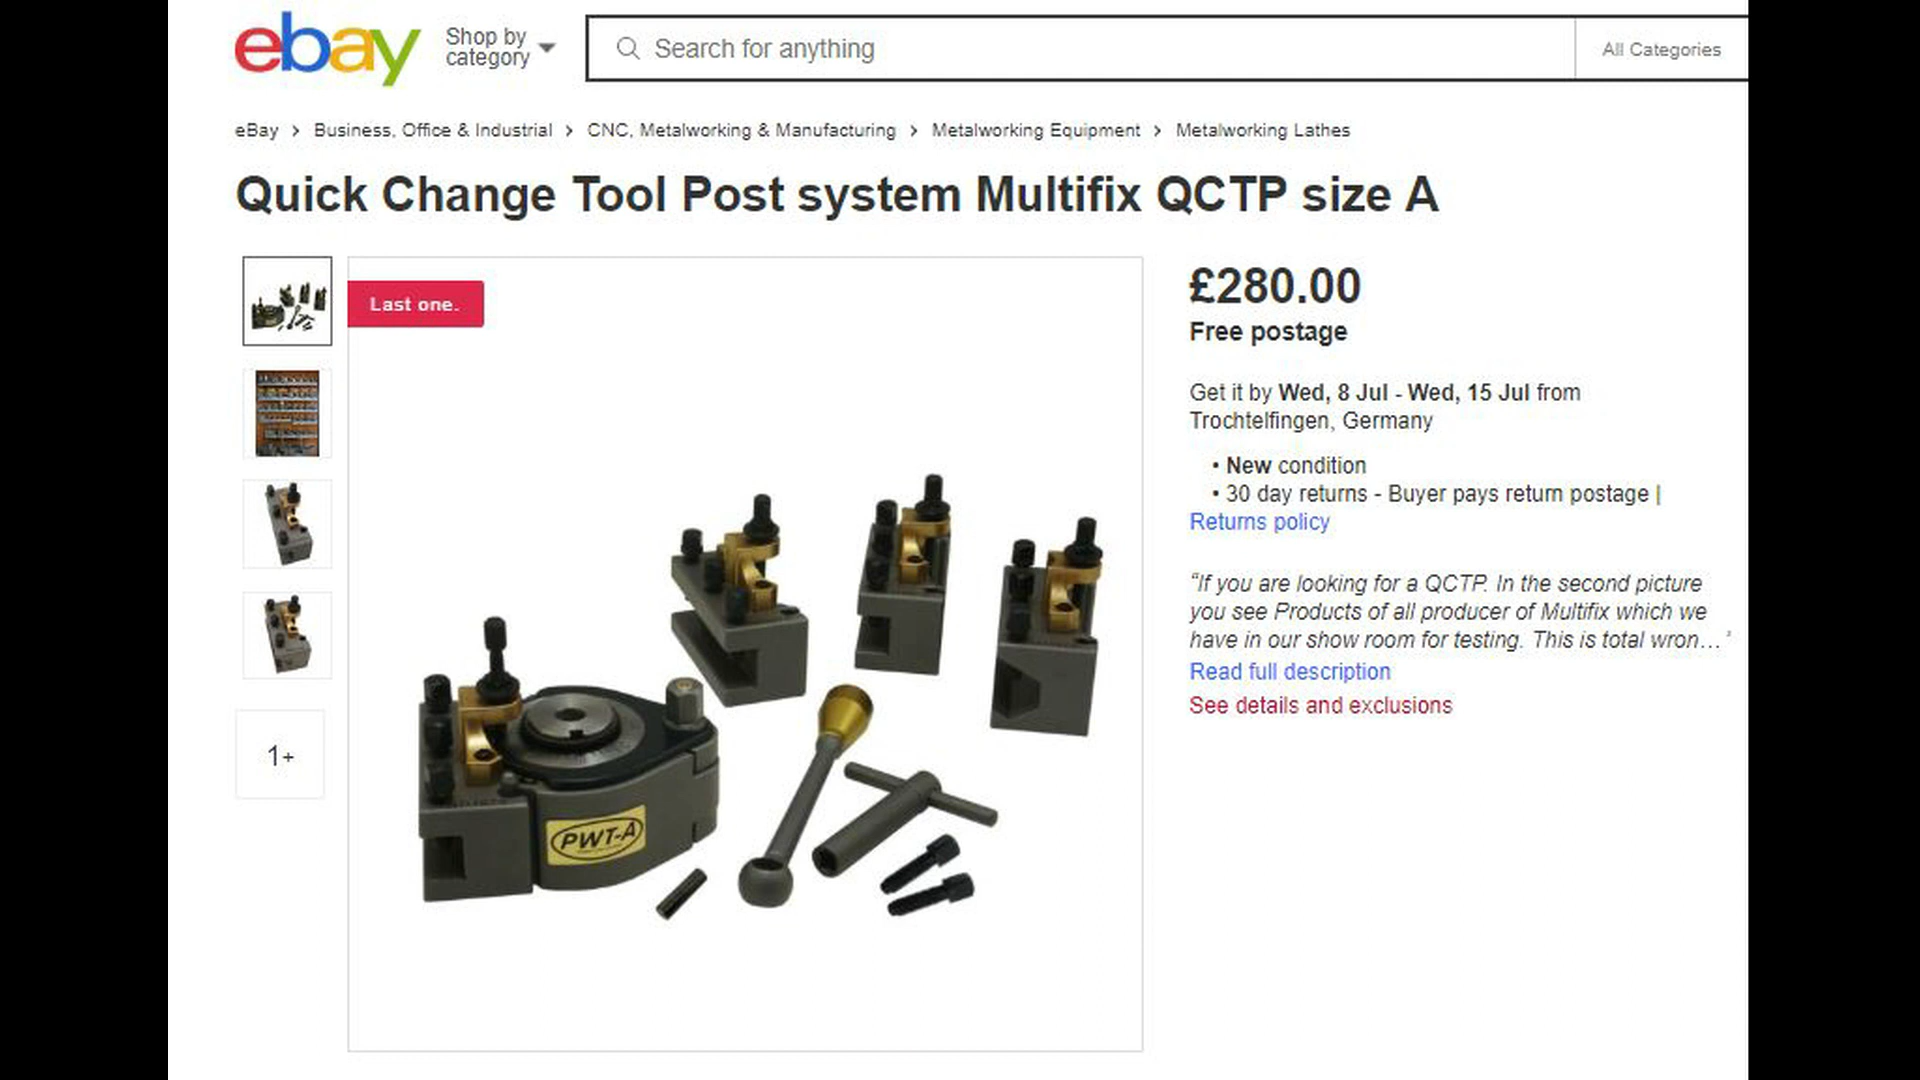 ebay
Shop by
category
Search for anything
All Categories
eBay > Business, Office & Industrial > CNC, Metalworking & Manufacturing > Metalworking Equipment > Metalworking Lathes
Quick Change Tool Post system Multifix QCTP size A
Last one.
PWT-A
1+
£280.00
Free postage
Get it by Wed, 8 Jul - Wed, 15 Jul from
Trochtelfingen, Germany
• New condition
• 30 day returns - Buyer pays return postage |
Returns policy
“If you are looking for a QCTP. In the second picture
you see Products of all producer of Multifix which we
have in our show room for testing. This is total wron… ”
Read full description
See details and exclusions